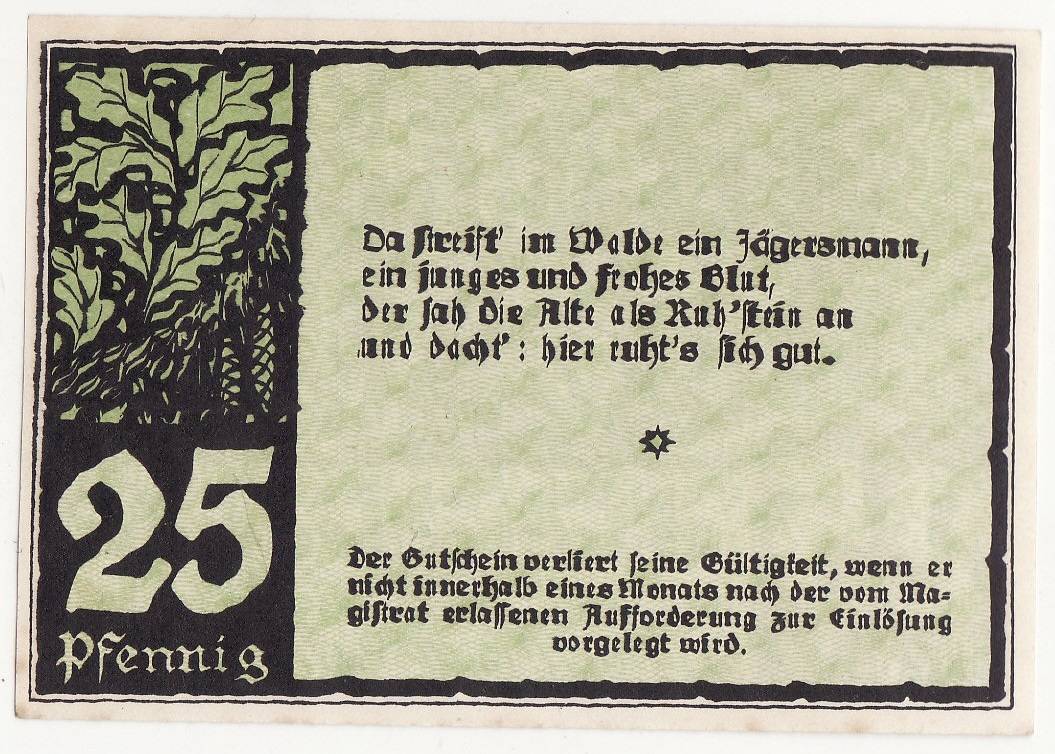 Da streift' im Walde ein Jägersmann,
ein junges und frohes Blut,
der sah die Alte als Ruh'stein an
und dacht': hier ruht's sich gut.
Der Gutschein verliert seine Gültigkeit, wenn er
nicht innerhalb eines Monats nach der vom Ma=
gistrat erlassenen Aufforderung zur Einlösung
vorgelegt wird.
25
Pfennig